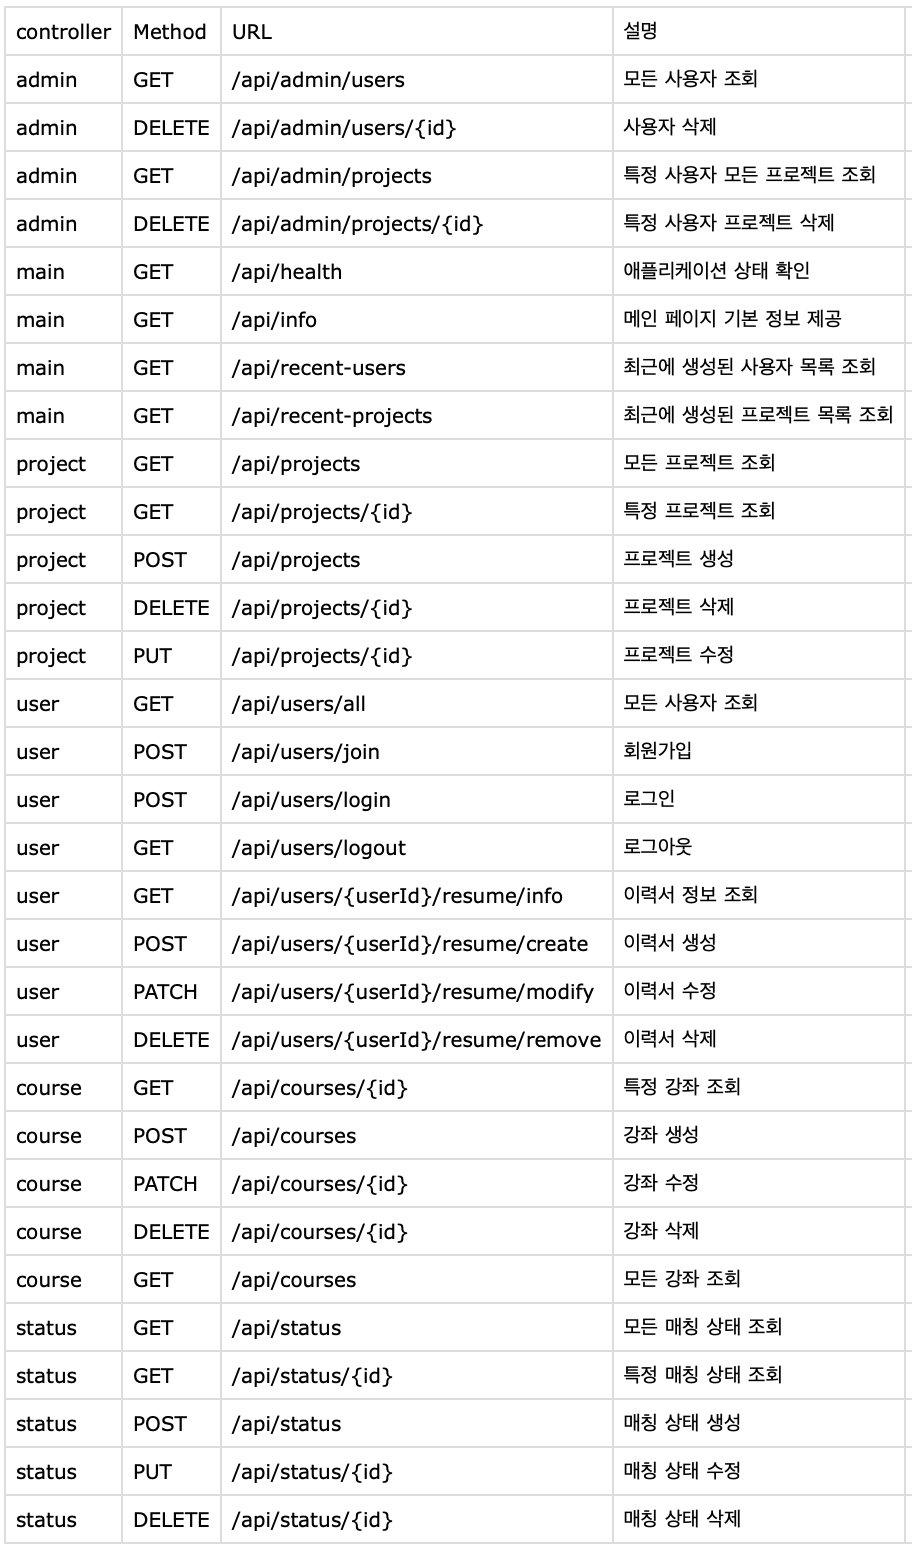 controller Method URL 설명
admin GET /api/admin/users 모든 사용자 조회
admin DELETE /api/admin/users/{id} 사용자 삭제
admin GET /api/admin/projects 특정 사용자 모든 프로젝트 조회
admin DELETE /api/admin/projects/{id} 특정 사용자 프로젝트 삭제
main GET /api/health 애플리케이션 상태 확인
main GET /api/info 메인 페이지 기본 정보 제공
main GET /api/recent-users 최근에 생성된 사용자 목록 조회
main GET /api/recent-projects 최근에 생성된 프로젝트 목록 조회
project GET /api/projects 모든 프로젝트 조회
project GET /api/projects/{id} 특정 프로젝트 조회
project POST /api/projects 프로젝트 생성
project DELETE /api/projects/{id} 프로젝트 삭제
project PUT /api/projects/{id} 프로젝트 수정
user GET /api/users/all 모든 사용자 조회
user POST /api/users/join 회원가입
user POST /api/users/login 로그인
user GET /api/users/logout 로그아웃
user GET /api/users/{userId}/resume/info 이력서 정보 조회
user POST /api/users/{userId}/resume/create 이력서 생성
user PATCH /api/users/{userId}/resume/modify 이력서 수정
user DELETE /api/users/{userId}/resume/remove 이력서 삭제
course GET /api/courses/{id} 특정 강좌 조회
course POST /api/courses 강좌 생성
course PATCH /api/courses/{id} 강좌 수정
course DELETE /api/courses/{id} 강좌 삭제
course GET /api/courses 모든 강좌 조회
status GET /api/status 모든 매칭 상태 조회
status GET /api/status/{id} 특정 매칭 상태 조회
status POST /api/status 매칭 상태 생성
status PUT /api/status/{id} 매칭 상태 수정
status DELETE /api/status/{id} 매칭 상태 삭제